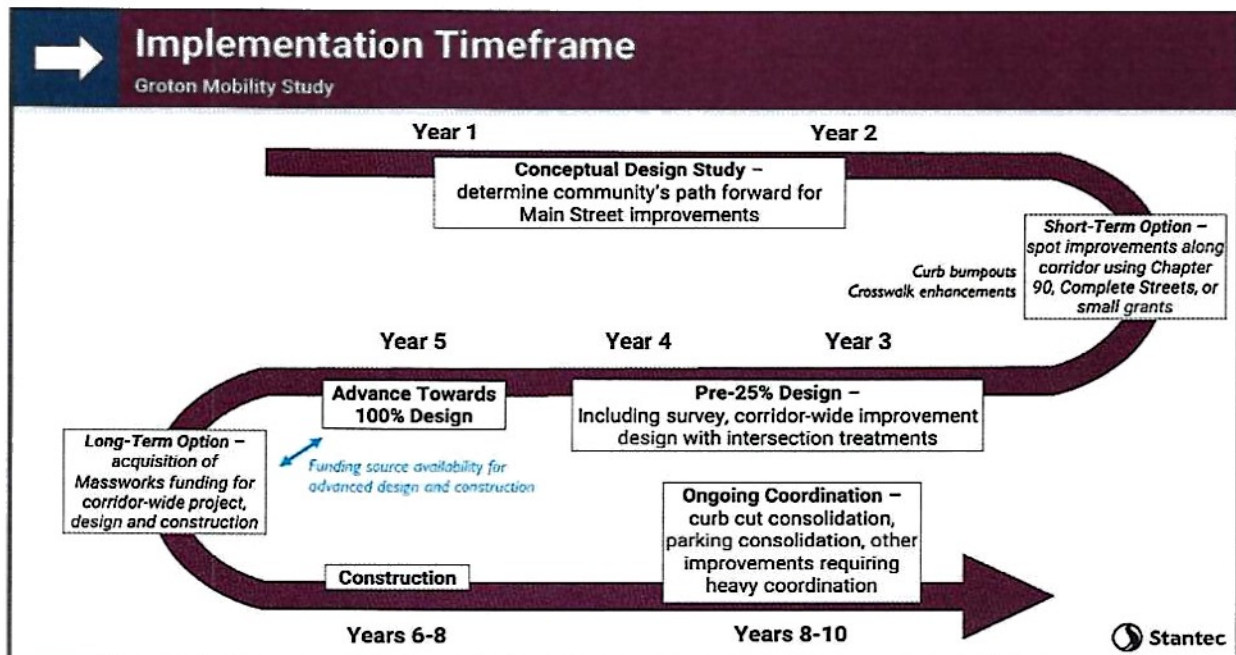 Implementation Timeframe
Groton Mobility Study
Year 1
Year 2
Conceptual Design Study –
determine community's path forward for
Main Street improvements
Short-Term Option –
spot improvements along
corridor using Chapter
90, Complete Streets, or
small grants
Curb bumpouts
Crosswalk enhancements
Year 5
Year 4
Year 3
Advance Towards
100% Design
Pre-25% Design –
Including survey, corridor-wide improvement
design with intersection treatments
Long-Term Option –
acquisition of
Massworks funding for
corridor-wide project,
design and construction
Funding source availability for
advanced design and construction
Ongoing Coordination –
curb cut consolidation,
parking consolidation, other
improvements requiring
heavy coordination
Construction
Years 6-8
Years 8-10
Stantec